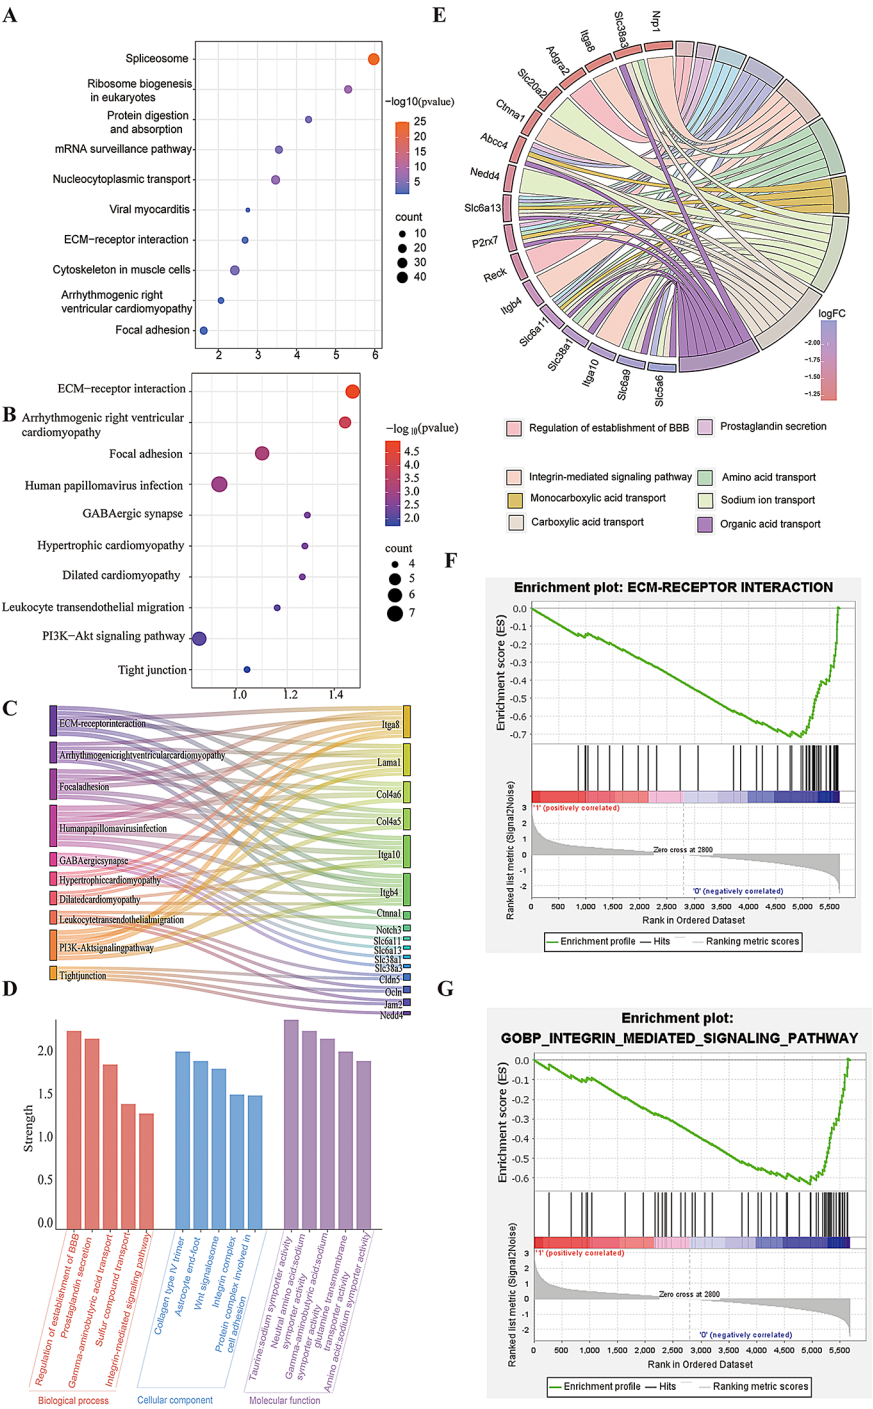 A
Spliceosome
Ribosome biogenesis
in eukaryotes
Protein digestion
and absorption
mRNA surveillance pathway
Nucleocytoplasmic transport
Viral myocarditis
ECM−receptor interaction
Cytoskeleton in muscle cells
Arrhythmogenic right
ventricular cardiomyopathy
Focal adhesion
2 3 4 5 6
−log10(pvalue)
25
20
15
10
5
count
10
20
30
40
B
ECM−receptor interaction
Arrhythmogenic right ventricular
cardiomyopathy
Focal adhesion
Human papillomavirus infection
GABAergic synapse
Hypertrophic cardiomyopathy
Dilated cardiomyopathy
Leukocyte transendothelial migration
PI3K−Akt signaling pathway
Tight junction
1.0 1.2 1.4
−log10(pvalue)
4.5
4.0
3.5
3.0
2.5
2.0
count
4
5
6
7
C
ECM-receptorinteraction
Arrhythmogenicrightventricularcardiomyopathy
Focaladhesion
Humanpapillomavirusinfection
GABAergicsynapse
Hypertrophiccardiomyopathy
Dilatedcardiomyopathy
Leukocytetransendothelialmigration
PI3K-Aktsignalingpathway
Tightjunction
Itga8
Lama1
Col4a6
Col4a5
Itga10
Itgb4
Ctnna1
Notch3
Slc6a11
Slc6a13
Slc38a1
Slc38a3
Cldn5
Ocln
Jam2
Nedd4
D
Strength
2.0
1.5
1.0
0.5
0.0
Regulation of establishment of BBB
Prostaglandin secretion
Gamma-aminobutyric acid transport
Sulfur compound transport
Integrin-mediated signaling pathway
Collagen type IV trimer
Astrocyte end-foot
Wnt signalosome
Integrin complex
Protein complex involved in
cell adhesion
Taurine:sodium symporter activity
Neutral amino acid:sodium
symporter activity
Gamma-aminobutyric acid:sodium
symporter activity
glutamine transmembrane
transporter activity
Amino acid:sodium symporter activity
Biological process
Cellular component
Molecular function
E
Nrp1
Slc38a3
Itga8
Adgra2
Slc20a2
Ctnna1
Abcc4
Nedd4
Slc6a13
P2rx7
Reck
Itgb4
Slc6a11
Slc38a1
Itga10
Slc6a9
Slc5a6
logFC
-2.00
-1.75
-1.50
-1.25
Regulation of establishment of BBB
Prostaglandin secretion
Integrin-mediated signaling pathway
Amino acid transport
Monocarboxylic acid transport
Sodium ion transport
Carboxylic acid transport
Organic acid transport
F
Enrichment plot: ECM-RECEPTOR INTERACTION
Enrichment score (ES)
0.0
-0.1
-0.2
-0.3
-0.4
-0.5
-0.6
-0.7
'1' (positively correlated)
Ranked list metric (Signal2Noise)
3
2
1
0
-1
-2
Zero cross at 2800
'0' (negatively correlated)
0 500 1,000 1,500 2,000 2,500 3,000 3,500 4,000 4,500 5,000 5,500
Rank in Ordered Dataset
Enrichment profile Hits Ranking metric scores
G
Enrichment plot:
GOBP_INTEGRIN_MEDIATED_SIGNALING_PATHWAY
Enrichment score (ES)
0.0
-0.1
-0.2
-0.3
-0.4
-0.5
-0.6
'1' (positively correlated)
Ranked list metric (Signal2Noise)
3
2
1
0
-1
-2
Zero cross at 2800
'0' (negatively correlated)
0 500 1,000 1,500 2,000 2,500 3,000 3,500 4,000 4,500 5,000 5,500
Rank in Ordered Dataset
Enrichment profile Hits Ranking metric scores